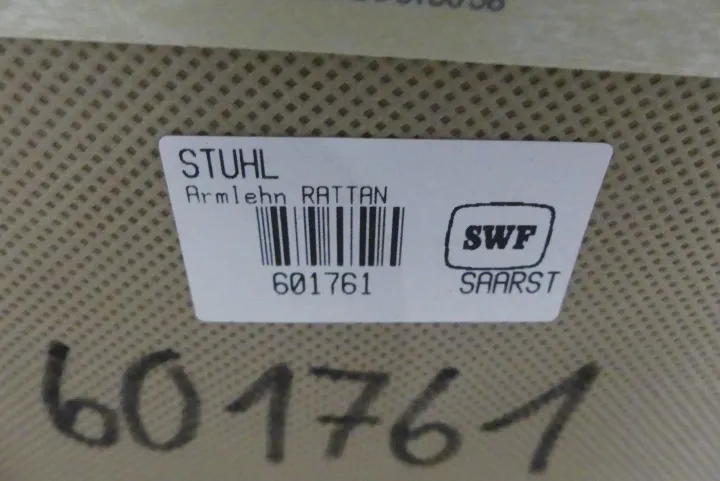 STUHL
Armlehn RATTAN
601761
SWF
SAARST
601761